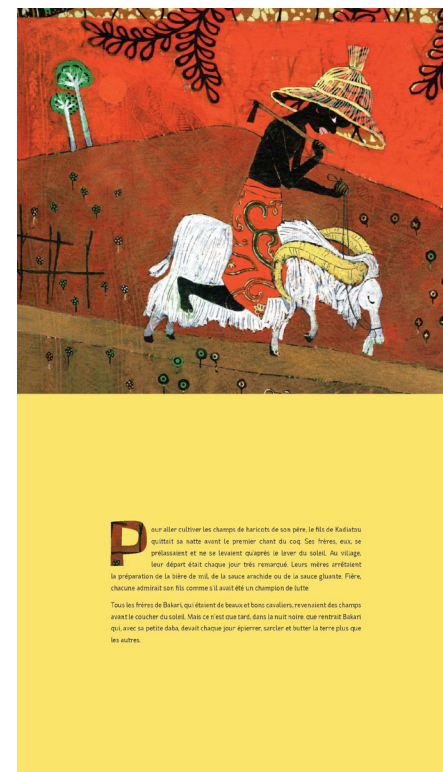 Pour aller cultiver les champs de haricots de son père, le fils de Kadiatou
quittait sa natte avant le premier chant du coq. Ses frères, eux, se
prélassaient et ne se levaient qu'après le lever du soleil. Au village,
leur départ était chaque jour très remarqué. Leurs mères arrêtaient
la préparation de la bière de mil, de la sauce arachide ou de la sauce gluante. Fière,
chacune admirait son fils comme s'il avait été un champion de lutte.
Tous les frères de Bakari, qui étaient de beaux et bons cavaliers, revenaient des champs
avant le coucher du soleil. Mais ce n'est que tard, dans la nuit noire, que rentrait Bakari
qui, avec sa petite daba, devait chaque jour épierrer, sarcler et butter la terre plus que
les autres.